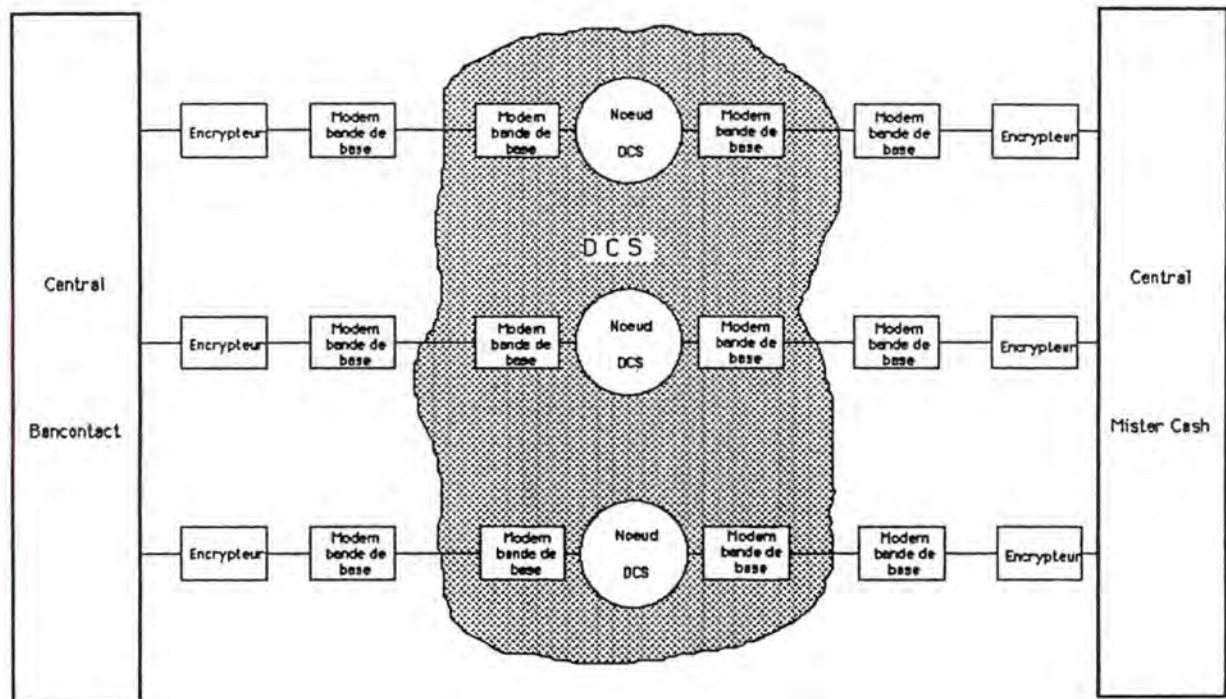 Encrypteur
Modem
bande de
base
Modem
bande de
base
Noeud
DCS
Modem
bande de
base
Modem
bande de
base
Encrypteur
DCS
Central
Bancontact
Central
Mister Cash
Encrypteur
Modem
bande de
base
Modem
bande de
base
Noeud
DCS
Modem
bande de
base
Modem
bande de
base
Encrypteur
Encrypteur
Modem
bande de
base
Modem
bande de
base
Noeud
DCS
Modem
bande de
base
Modem
bande de
base
Encrypteur